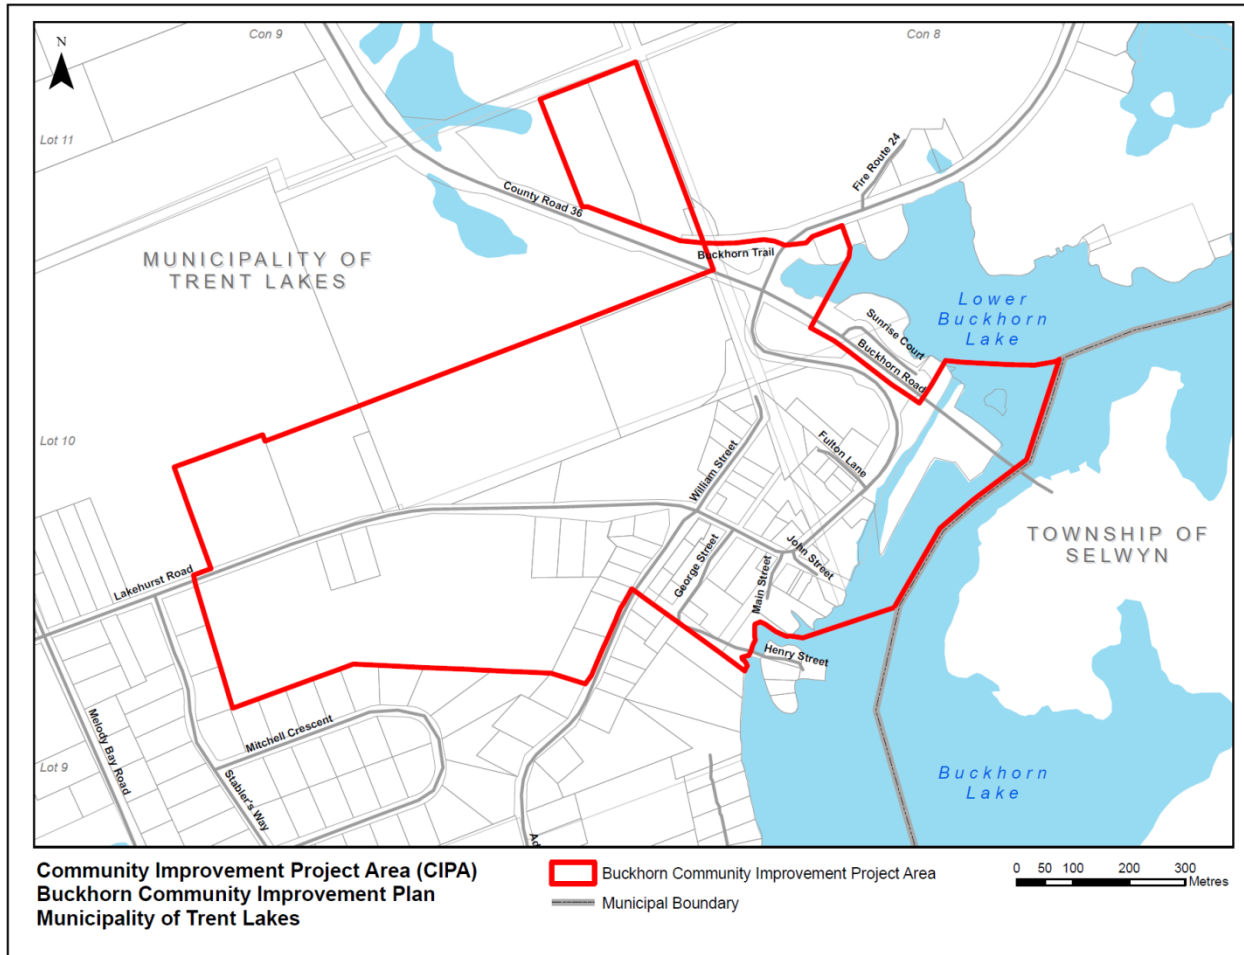 Con 9
Con 8
N
Lot 11
Fire Route 24
County Road 36
MUNICIPALITY OF
TRENT LAKES
Buckhorn Trail
Lower
Buckhorn
Lake
Sunrise Court
Buckhorn Road
Lot 10
Fulton Lane
William Street
TOWNSHIP OF
SELWYN
John Street
George Street
Main Street
Lakehurst Road
Henry Street
Melody Bay Road
Mitchell Crescent
Stabler's Way
Lot 9
Buckhorn
Lake
Ad
Community Improvement Project Area (CIPA)
Buckhorn Community Improvement Plan
Municipality of Trent Lakes
Buckhorn Community Improvement Project Area
Municipal Boundary
0 50 100 200 300
Metres